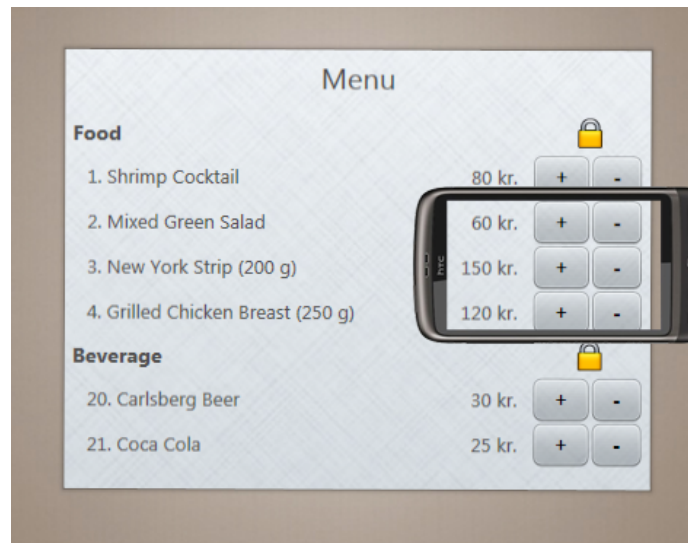 Menu
Food
1. Shrimp Cocktail 80 kr. + -
2. Mixed Green Salad 60 kr. + -
3. New York Strip (200 g) 150 kr. + -
4. Grilled Chicken Breast (250 g) 120 kr. + -
hTC
Beverage
20. Carlsberg Beer 30 kr. + -
21. Coca Cola 25 kr. + -